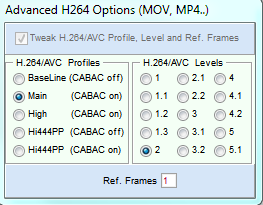 Advanced H264 Options (MOV, MP4..)
Tweak H.264/AVC Profile, Level and Ref. Frames
H.264/AVC Profiles
BaseLine (CABAC off)
Main (CABAC on)
High (CABAC on)
Hi444PP (CABAC off)
Hi444PP (CABAC on)
H.264/AVC Levels
1 2.1 4
1.1 2.2 4.1
1.2 3 4.2
1.3 3.1 5
2 3.2 5.1
Ref. Frames 1